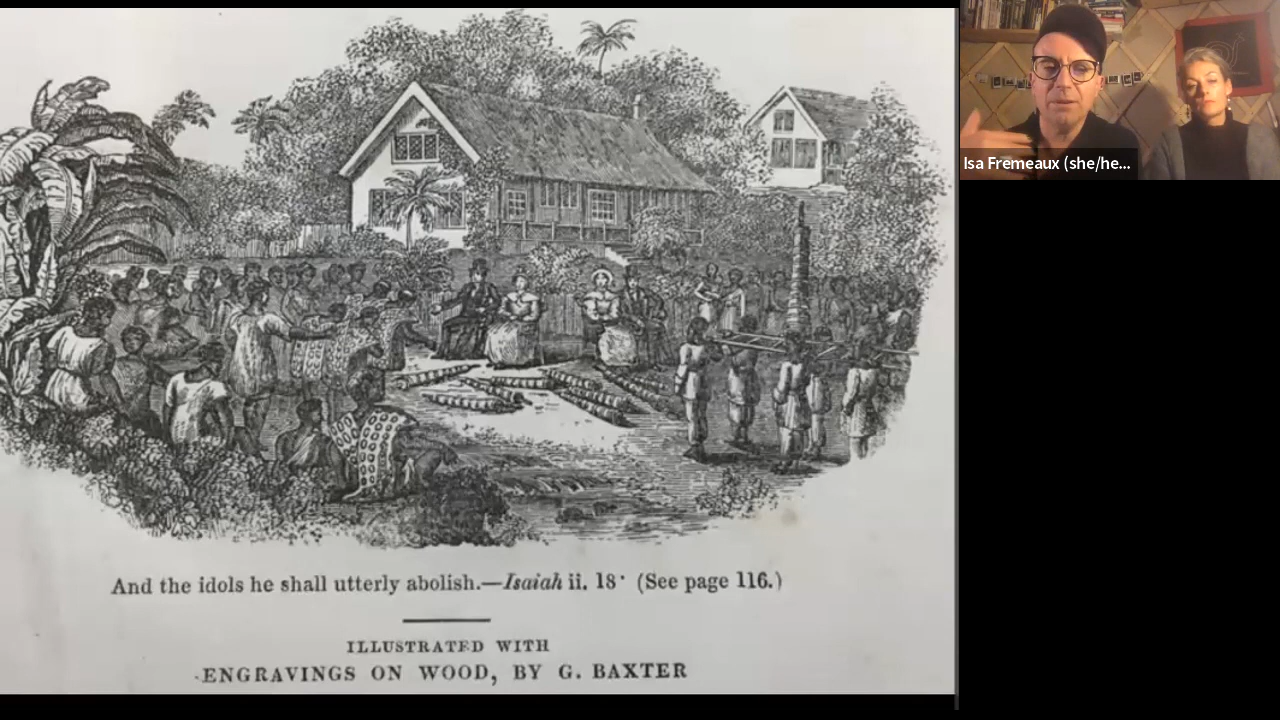 And the idols he shall utterly abolish.—Isaiah ii. 18· (See page 116.)
ILLUSTRATED WITH
ENGRAVINGS ON WOOD, BY G. BAXTER
Isa Fremeaux (she/he...